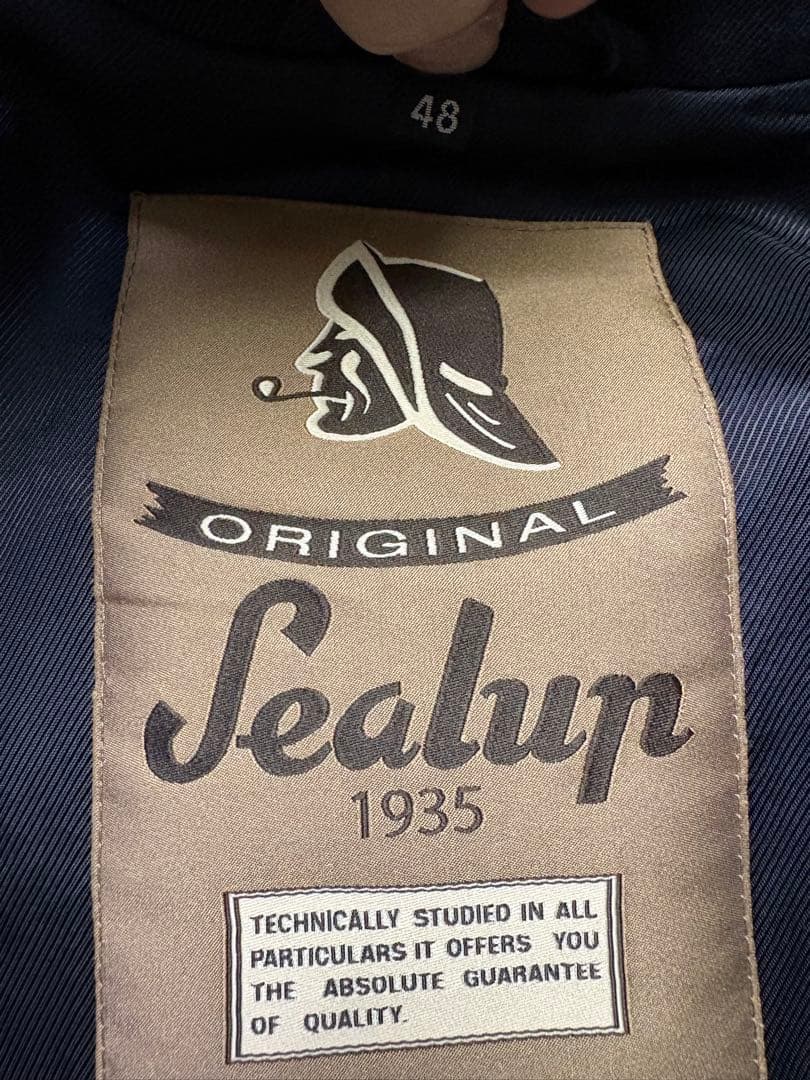 48
ORIGINAL
Sealup
1935
TECHNICALLY STUDIED IN ALL
PARTICULARS IT OFFERS YOU
THE ABSOLUTE GUARANTEE
OF QUALITY.